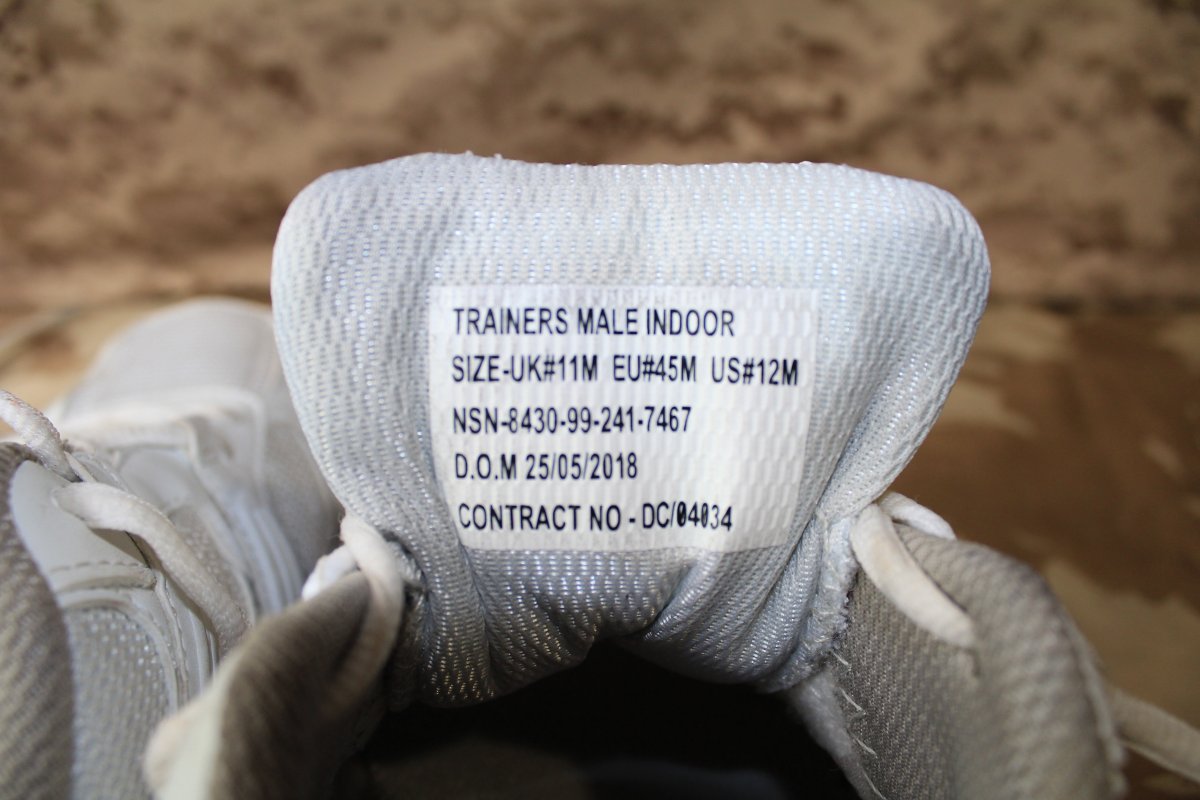 TRAINERS MALE INDOOR
SIZE-UK#11M EU#45M US#12M
NSN-8430-99-241-7467
D.O.M 25/05/2018
CONTRACT NO - DC/04034